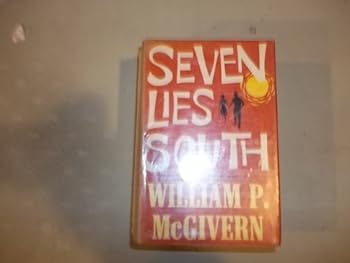 SEVEN
LIES
SOUTH
WILLIAM P.
McGIVERN